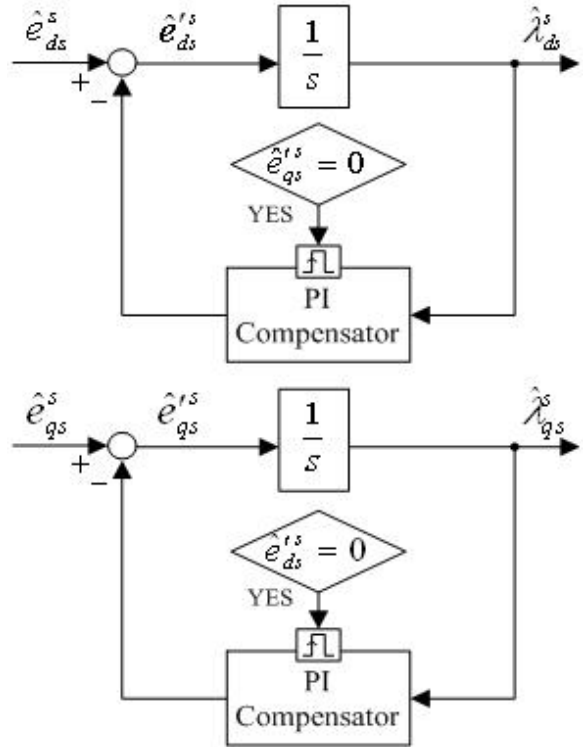 ê^s_ds ê'^s_ds 1/s λ̂^s_ds
+
−
ê'^s_qs = 0
YES
PI
Compensator
ê^s_qs ê'^s_qs 1/s λ̂^s_qs
+
−
ê'^s_ds = 0
YES
PI
Compensator